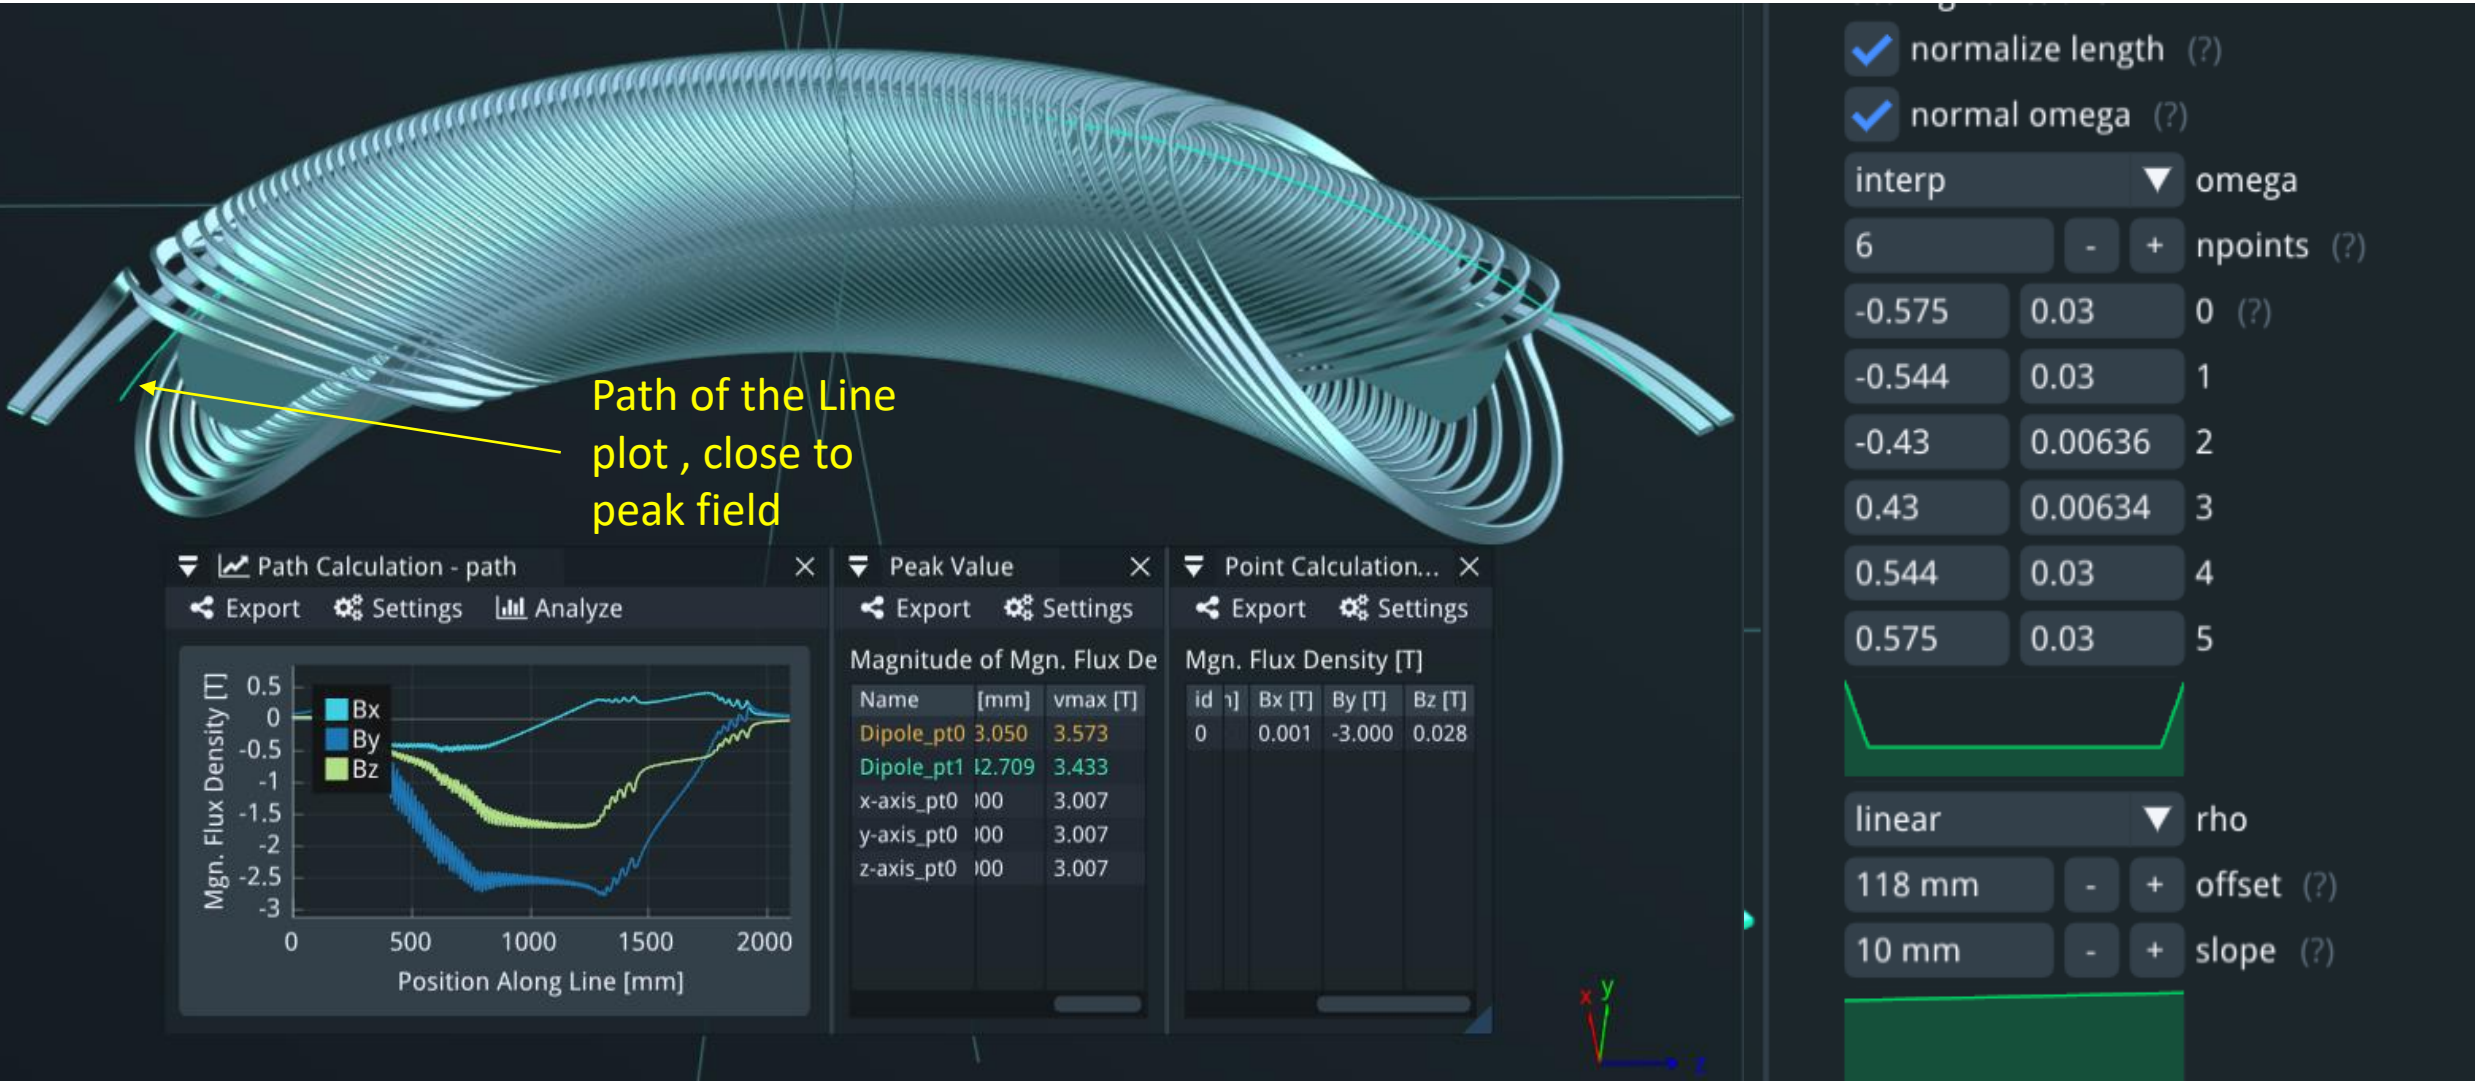 normalize length (?)
normal omega (?)
interp omega
6 - + npoints (?)
-0.575 0.03 0 (?)
-0.544 0.03 1
-0.43 0.00636 2
0.43 0.00634 3
0.544 0.03 4
0.575 0.03 5
linear rho
118 mm - + offset (?)
10 mm - + slope (?)
Path of the Line
plot , close to
peak field
Path Calculation - path
Export Settings Analyze
Mgn. Flux Density [T]
0.5
0
-0.5
-1
-1.5
-2
-2.5
-3
Bx
By
Bz
0 500 1000 1500 2000
Position Along Line [mm]
Peak Value
Export Settings
Magnitude of Mgn. Flux De
Name [mm] vmax [T]
Dipole_pt0 3.050 3.573
Dipole_pt1 42.709 3.433
x-axis_pt0 000 3.007
y-axis_pt0 000 3.007
z-axis_pt0 000 3.007
Point Calculation...
Export Settings
Mgn. Flux Density [T]
id ] Bx [T] By [T] Bz [T]
0 0.001 -3.000 0.028
x y z